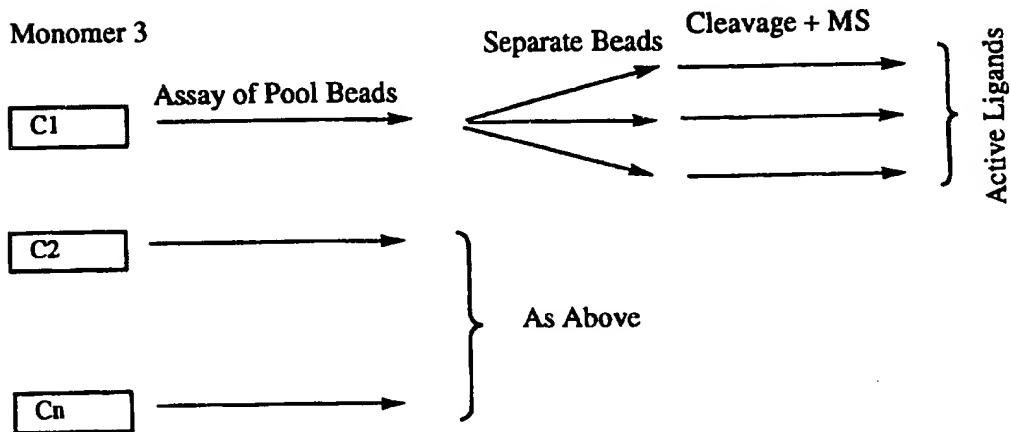 Monomer 3
Separate Beads
Cleavage + MS
Assay of Pool Beads
C1
Active Ligands
C2
As Above
Cn